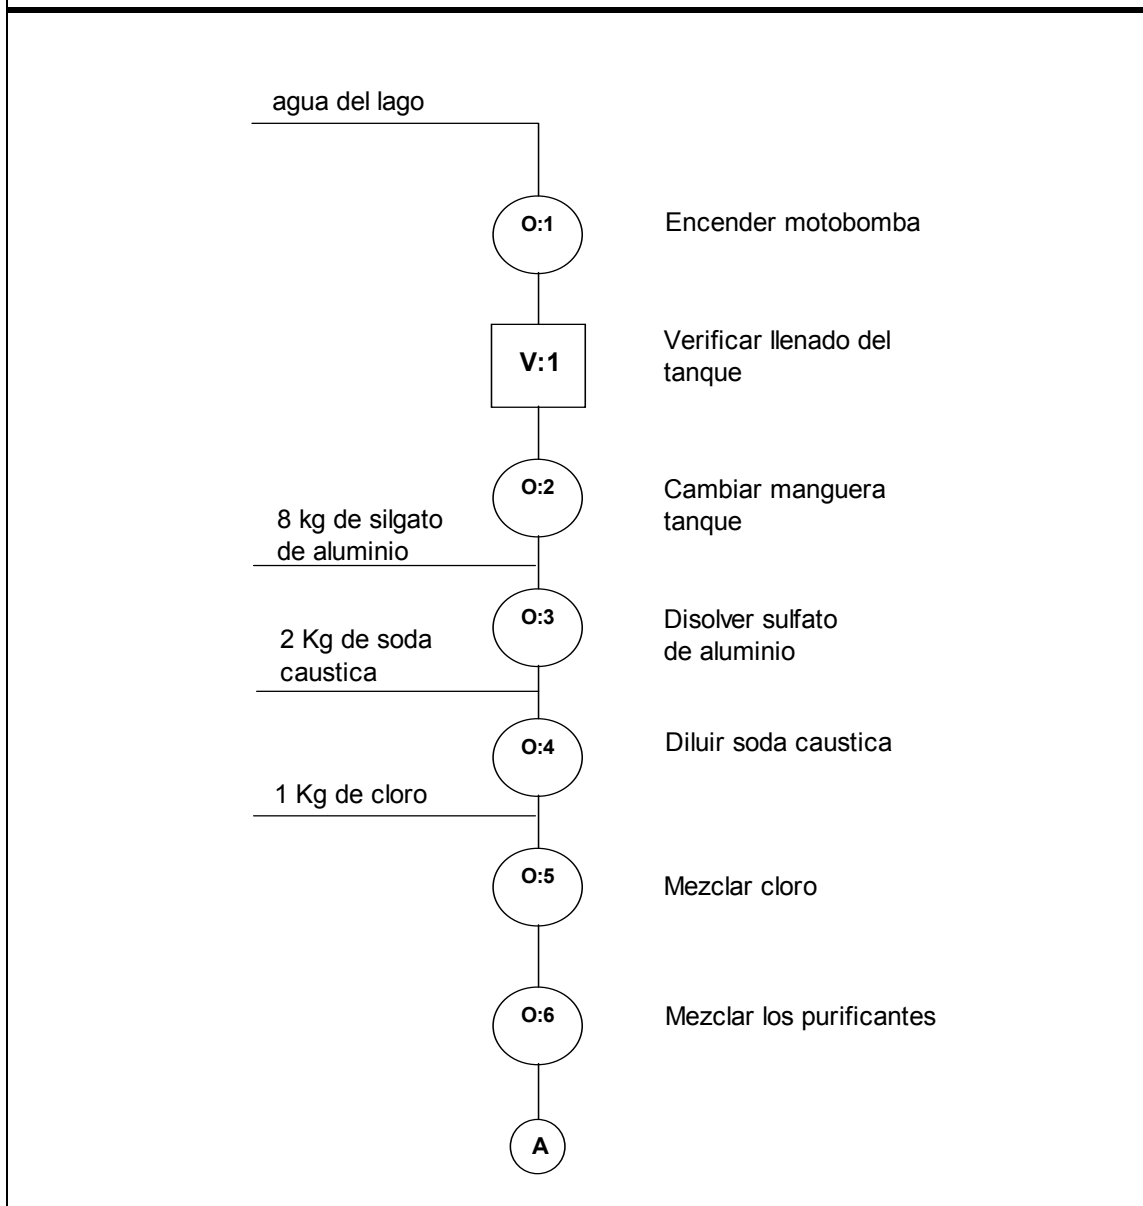 agua del lago
O:1
Encender motobomba
V:1
Verificar llenado del
tanque
O:2
Cambiar manguera
tanque
8 kg de silgato
de aluminio
O:3
Disolver sulfato
de aluminio
2 Kg de soda
caustica
O:4
Diluir soda caustica
1 Kg de cloro
O:5
Mezclar cloro
O:6
Mezclar los purificantes
A